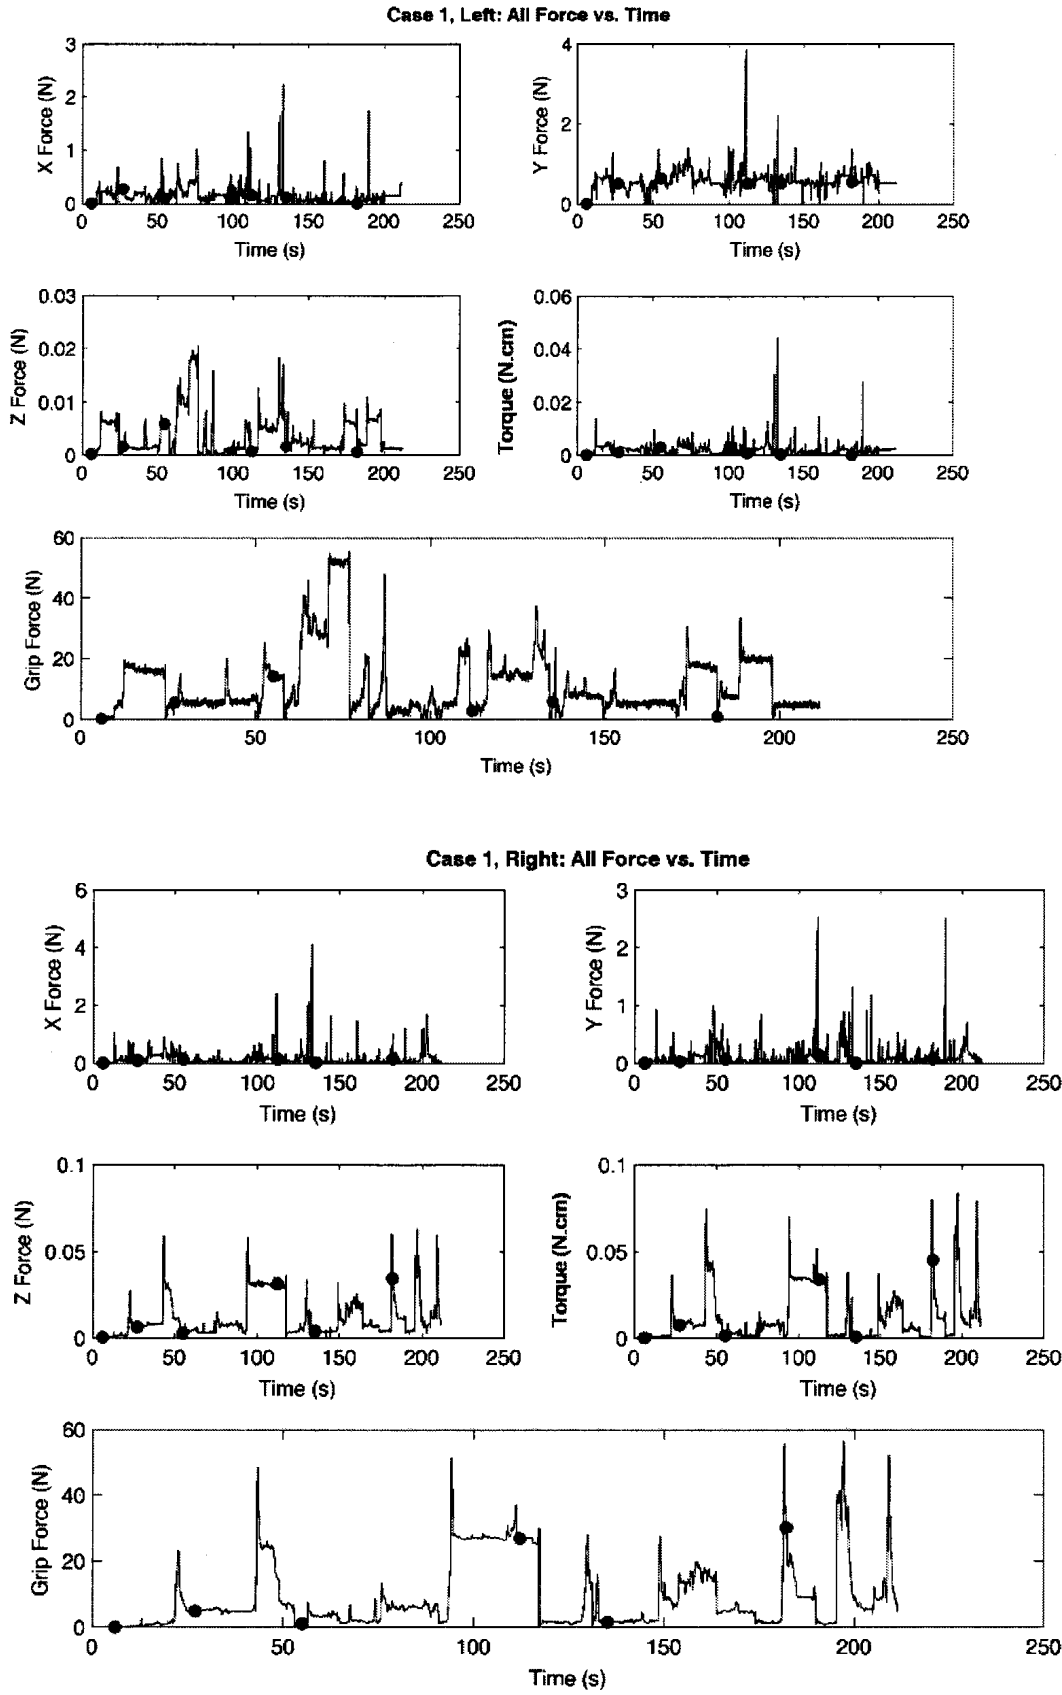 Case 1, Left: All Force vs. Time
3
2
1
0
X Force (N)
0 50 100 150 200 250
Time (s)
4
2
0
Y Force (N)
0 50 100 150 200 250
Time (s)
0.03
0.02
0.01
0
Z Force (N)
0 50 100 150 200 250
Time (s)
0.06
0.04
0.02
0
Torque (N.cm)
0 50 100 150 200 250
Time (s)
60
40
20
0
Grip Force (N)
0 50 100 150 200 250
Time (s)
Case 1, Right: All Force vs. Time
6
4
2
0
X Force (N)
0 50 100 150 200 250
Time (s)
3
2
1
0
Y Force (N)
0 50 100 150 200 250
Time (s)
0.1
0.05
0
Z Force (N)
0 50 100 150 200 250
Time (s)
0.1
0.05
0
Torque (N.cm)
0 50 100 150 200 250
Time (s)
60
40
20
0
Grip Force (N)
0 50 100 150 200 250
Time (s)